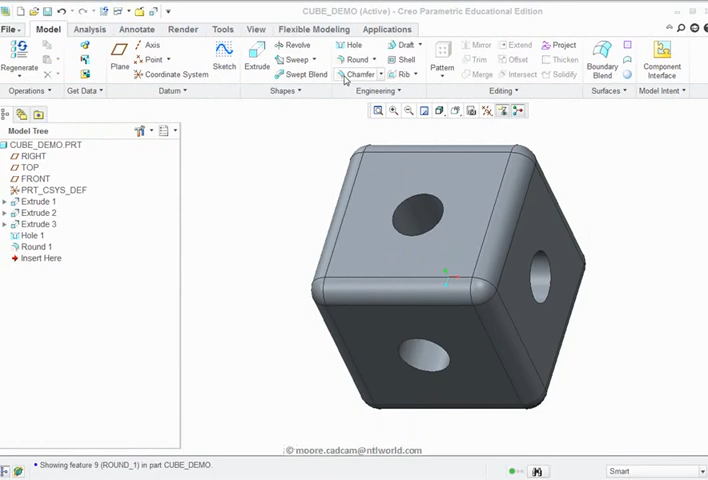 CUBE_DEMO (Active) - Creo Parametric Educational Edition
File Model Analysis Annotate Render Tools View Flexible Modeling Applications
Regenerate
Operations
Get Data
Plane
Axis
Point
Coordinate System
Sketch
Datum
Extrude
Revolve
Sweep
Swept Blend
Shapes
Hole
Round
Chamfer
Draft
Shell
Rib
Engineering
Pattern
Mirror
Extend
Project
Trim
Offset
Thicken
Merge
Intersect
Solidify
Editing
Boundary
Blend
Surfaces
Component
Interface
Model Intent
Model Tree
CUBE_DEMO.PRT
RIGHT
TOP
FRONT
PRT_CSYS_DEF
Extrude 1
Extrude 2
Extrude 3
Hole 1
Round 1
Insert Here
© moore.cadcam@ntlworld.com
Showing feature 9 (ROUND_1) in part CUBE_DEMO.
Smart